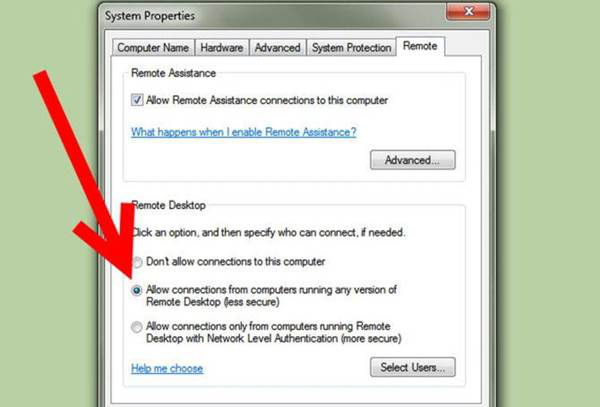 System Properties
Computer Name Hardware Advanced System Protection Remote
Remote Assistance
Allow Remote Assistance connections to this computer
What happens when I enable Remote Assistance?
Advanced...
Remote Desktop
Click an option, and then specify who can connect, if needed.
Don't allow connections to this computer
Allow connections from computers running any version of
Remote Desktop (less secure)
Allow connections only from computers running Remote
Desktop with Network Level Authentication (more secure)
Help me choose
Select Users...